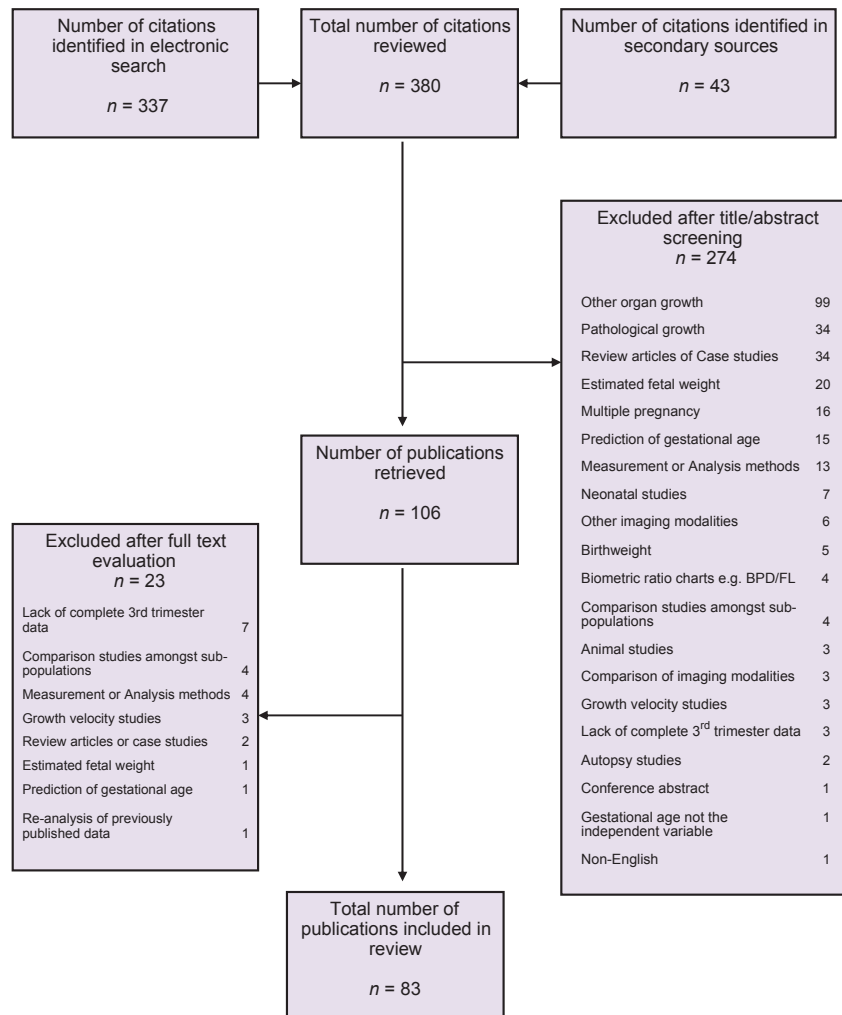 Number of citations
identified in electronic
search
n = 337
Total number of citations
reviewed
n = 380
Number of citations identified in
secondary sources
n = 43
Excluded after title/abstract
screening
n = 274
Other organ growth 99
Pathological growth 34
Review articles of Case studies 34
Estimated fetal weight 20
Multiple pregnancy 16
Prediction of gestational age 15
Measurement or Analysis methods 13
Neonatal studies 7
Other imaging modalities 6
Birthweight 5
Biometric ratio charts e.g. BPD/FL 4
Comparison studies amongst sub-
populations 4
Animal studies 3
Comparison of imaging modalities 3
Growth velocity studies 3
Lack of complete 3rd trimester data 3
Autopsy studies 2
Conference abstract 1
Gestational age not the 1
independent variable
Non-English 1
Number of publications
retrieved
n = 106
Excluded after full text
evaluation
n = 23
Lack of complete 3rd trimester
data 7
Comparison studies amongst sub-
populations 4
Measurement or Analysis methods 4
Growth velocity studies 3
Review articles or case studies 2
Estimated fetal weight 1
Prediction of gestational age 1
Re-analysis of previously
published data 1
Total number of
publications included in
review
n = 83